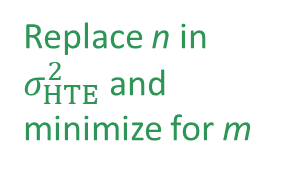 Replace n in
σ²HTE and
minimize for m